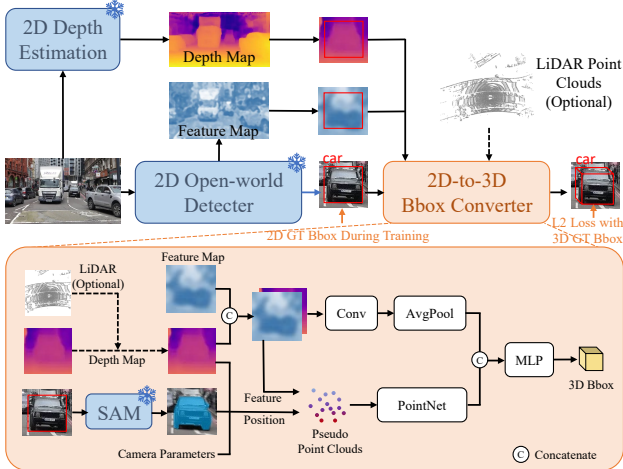 2D Depth
Estimation
Depth Map
Feature Map
LiDAR Point
Clouds
(Optional)
2D Open-world
Detecter
car
2D-to-3D
Bbox Converter
car
2D GT Bbox During Training
L2 Loss with
3D GT Bbox
LiDAR
(Optional)
Feature Map
Depth Map
C
Conv
AvgPool
C
MLP
3D Bbox
SAM
Feature
Position
Pseudo
Point Clouds
PointNet
Camera Parameters
C Concatenate